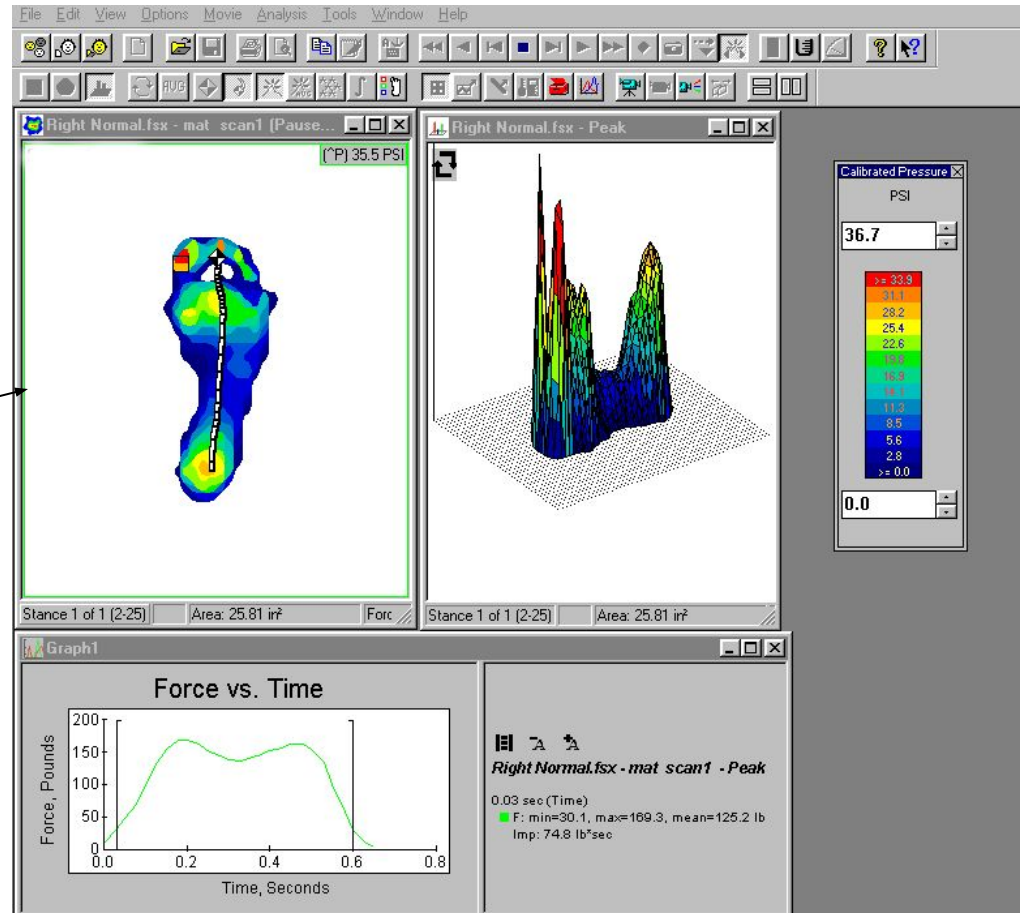 File Edit View Options Movie Analysis Tools Window Help
AVG
Right Normal.fsx - mat scan1 (Pause...
(^P) 35.5 PSI
Stance 1 of 1 (2-25) Area: 25.81 in² Forc
Right Normal.fsx - Peak
Stance 1 of 1 (2-25) Area: 25.81 in²
Calibrated Pressure
PSI
36.7
>= 33.9
31.1
28.2
25.4
22.6
19.8
16.9
14.1
11.3
8.5
5.6
2.8
>= 0.0
0.0
Graph1
Force vs. Time
Force, Pounds
200
150
100
50
0
0.0 0.2 0.4 0.6 0.8
Time, Seconds
-A +A
Right Normal.fsx - mat scan1 - Peak
0.03 sec (Time)
F: min=30.1, max=169.3, mean=125.2 lb
Imp: 74.8 lb*sec